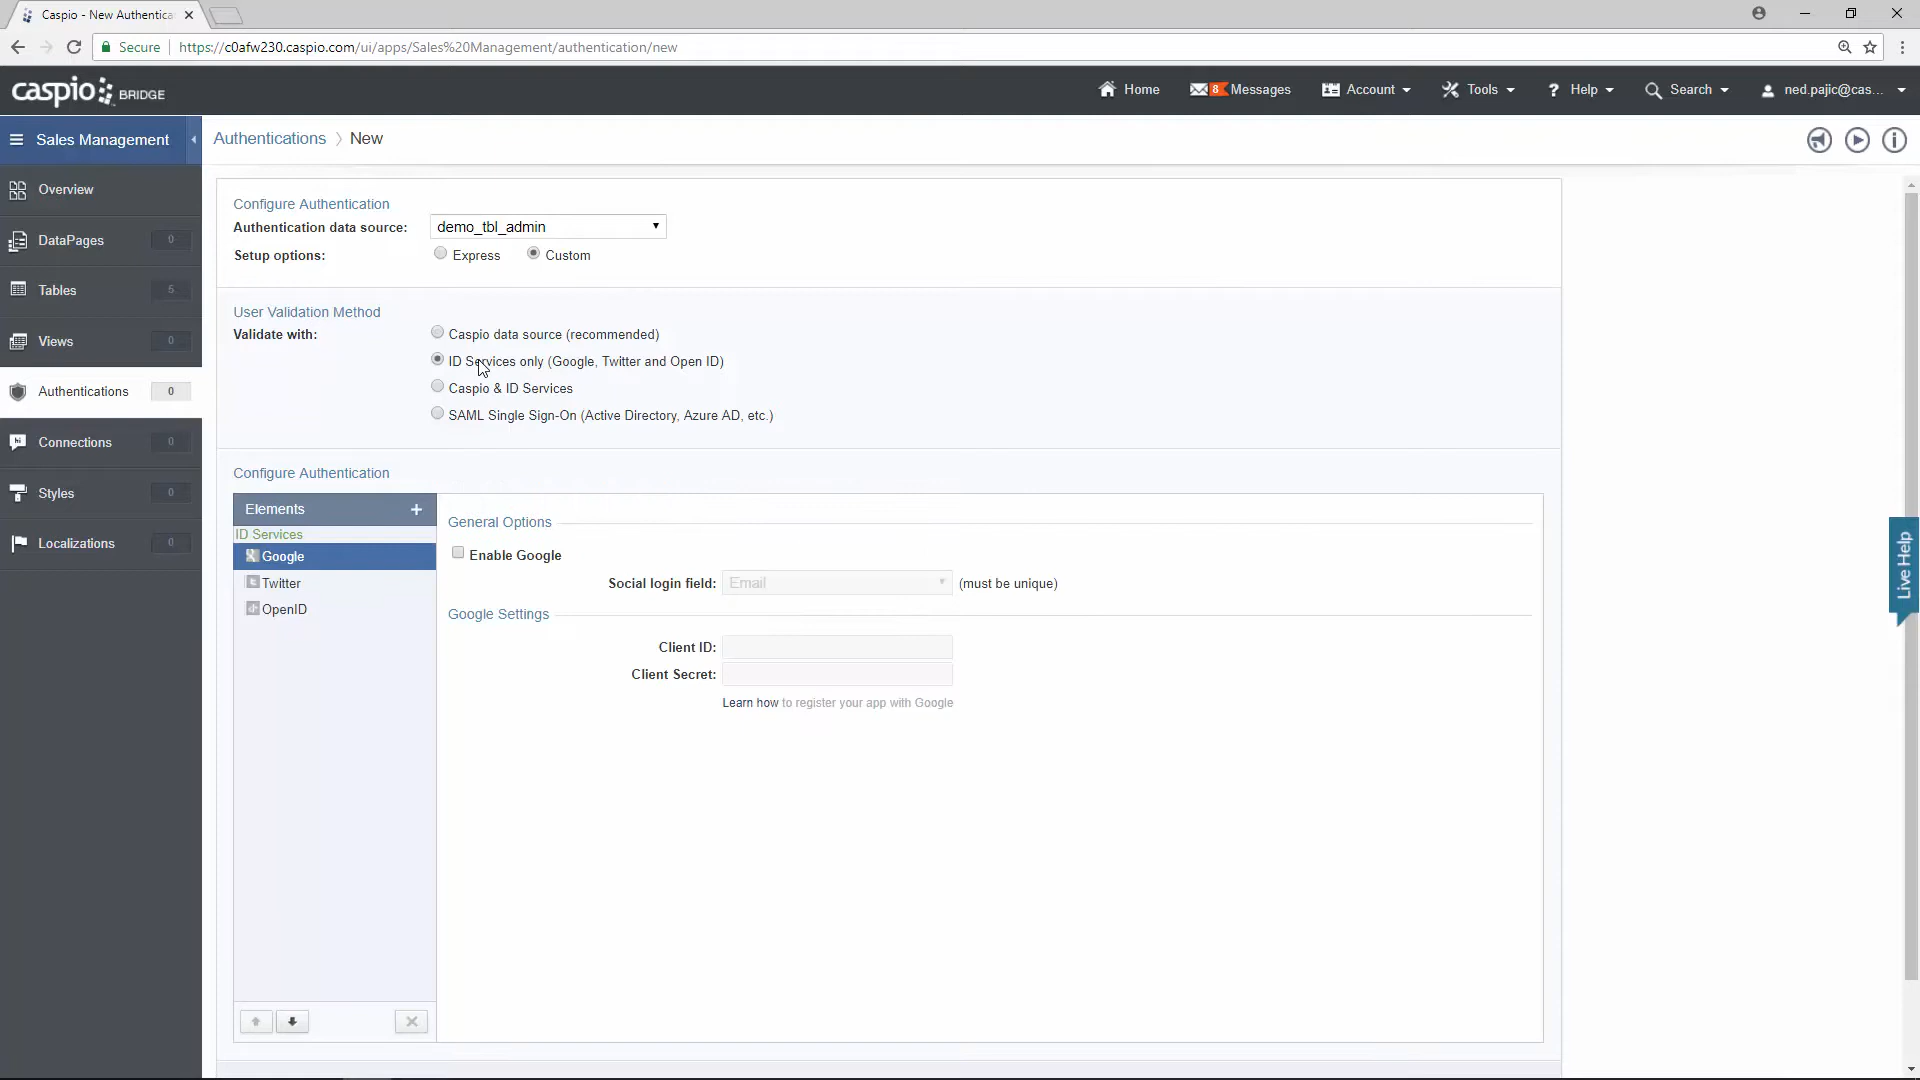 Caspio - New Authentica
Secure
https://c0afw230.caspio.com/ui/apps/Sales%20Management/authentication/new
caspio BRIDGE
Home
8 Messages
Account
Tools
? Help
Search
ned.pajic@cas...
Sales Management
Authentications > New
Overview
DataPages 0
Tables 5
Views 0
Authentications 0
Connections 0
Styles 0
Localizations 0
Configure Authentication
Authentication data source: demo_tbl_admin
Setup options: Express Custom
User Validation Method
Validate with: Caspio data source (recommended)
ID Services only (Google, Twitter and Open ID)
Caspio & ID Services
SAML Single Sign-On (Active Directory, Azure AD, etc.)
Configure Authentication
Elements +
ID Services
Google
Twitter
OpenID
General Options
Enable Google
Social login field: Email (must be unique)
Google Settings
Client ID:
Client Secret:
Learn how to register your app with Google
Live Help